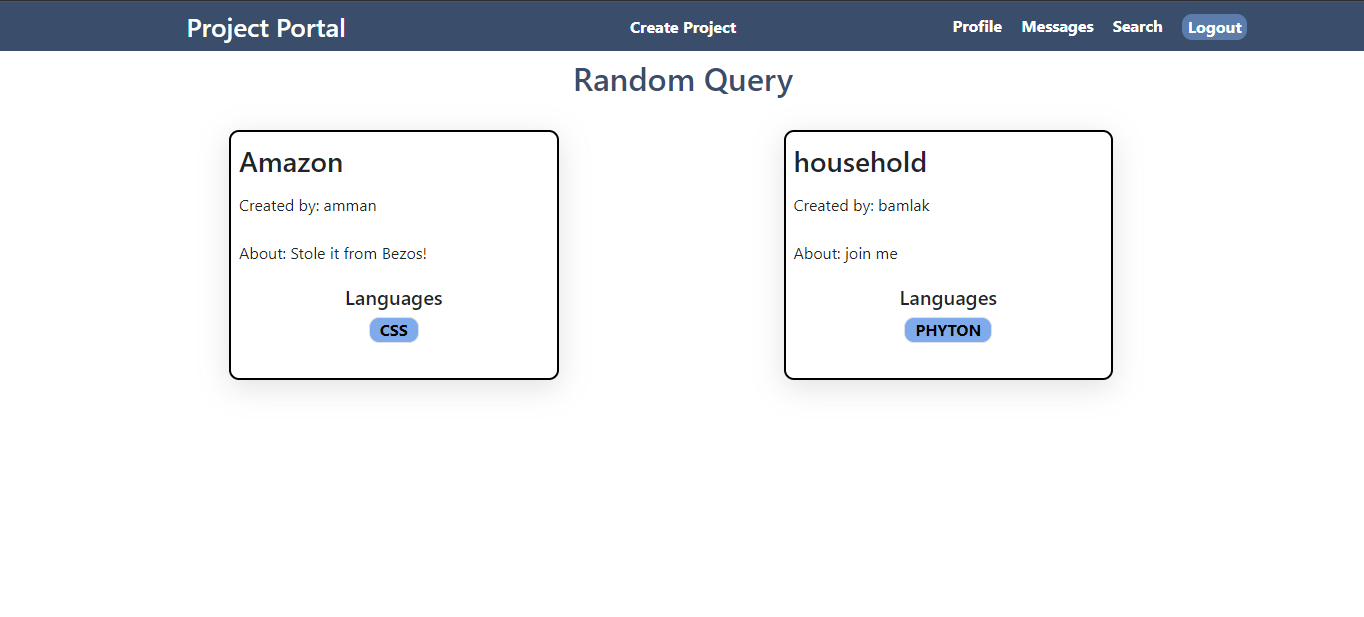 Project Portal
Create Project
Profile Messages Search Logout
Random Query
Amazon
Created by: amman
About: Stole it from Bezos!
Languages
CSS
household
Created by: bamlak
About: join me
Languages
PHYTON